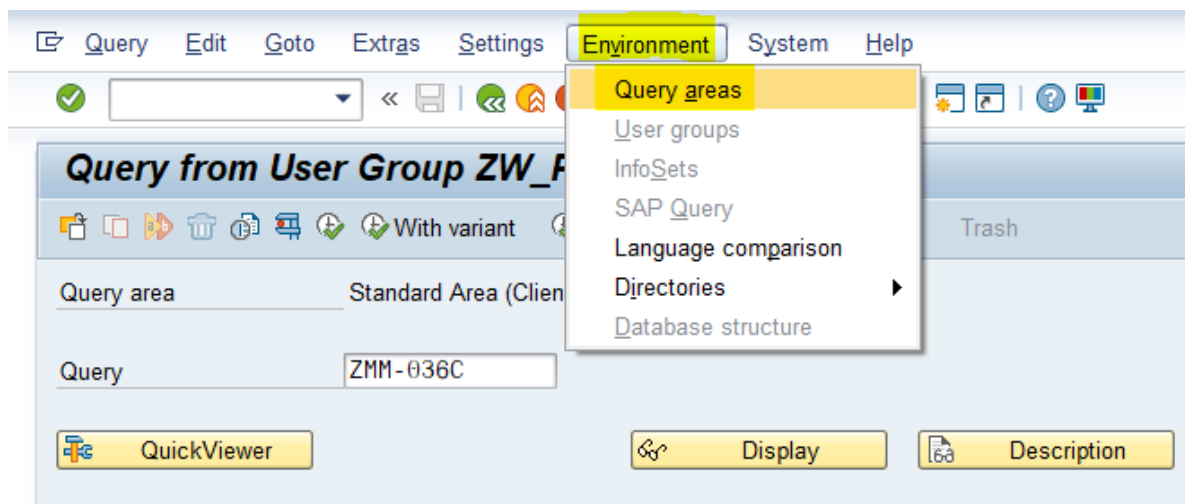 Query Edit Goto Extras Settings Environment System Help
Query areas
User groups
Query from User Group ZW_
InfoSets
SAP Query
With variant
Trash
Language comparison
Query area Standard Area (Clien
Directories
Database structure
Query ZMM-036C
QuickViewer Display Description